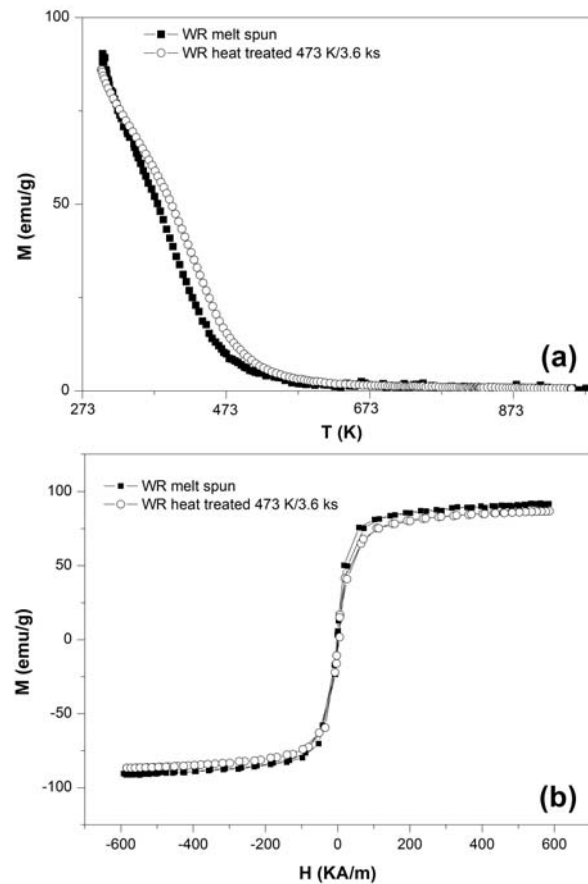 100
WR melt spun
WR heat treated 473 K/3.6 ks
M (emu/g)
50
(a)
0
273 473 673 873
T (K)
WR melt spun
WR heat treated 473 K/3.6 ks
100
50
M (emu/g)
0
-50
-100
(b)
-600 -400 -200 0 200 400 600
H (KA/m)